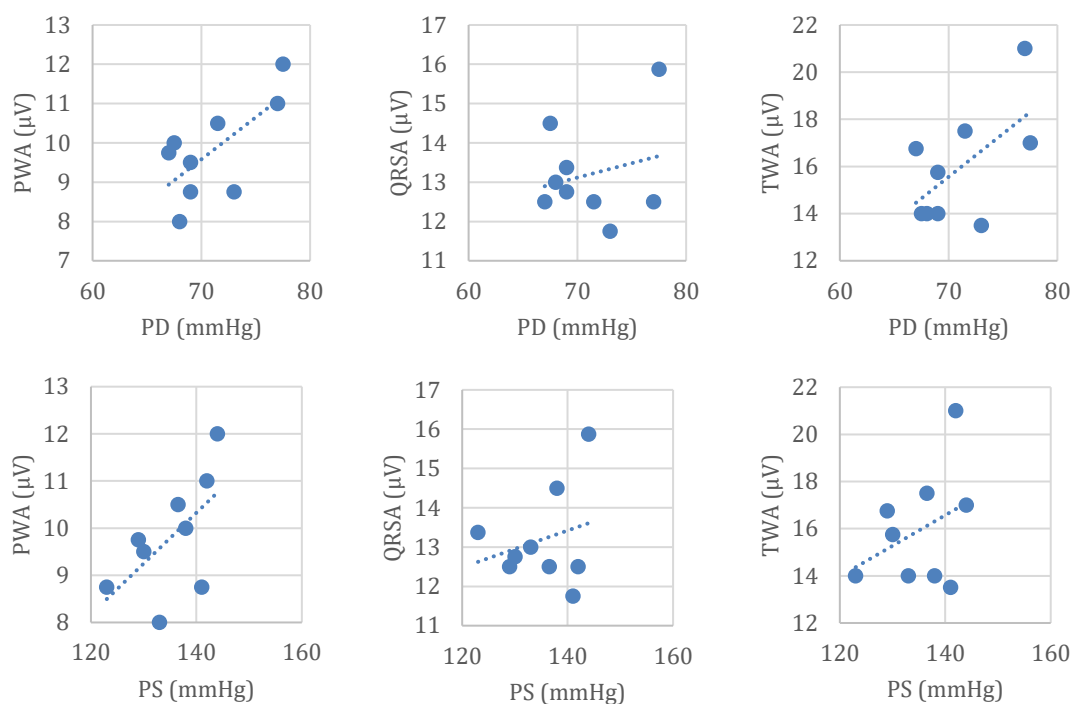 13
12
11
10
9
8
7
60 70 80
PWA (μV)
PD (mmHg)
17
16
15
14
13
12
11
60 70 80
QRSA (μV)
PD (mmHg)
22
20
18
16
14
12
60 70 80
TWA (μV)
PD (mmHg)
13
12
11
10
9
8
120 140 160
PWA (μV)
PS (mmHg)
17
16
15
14
13
12
11
120 140 160
QRSA (μV)
PS (mmHg)
22
20
18
16
14
12
120 140 160
TWA (μV)
PS (mmHg)